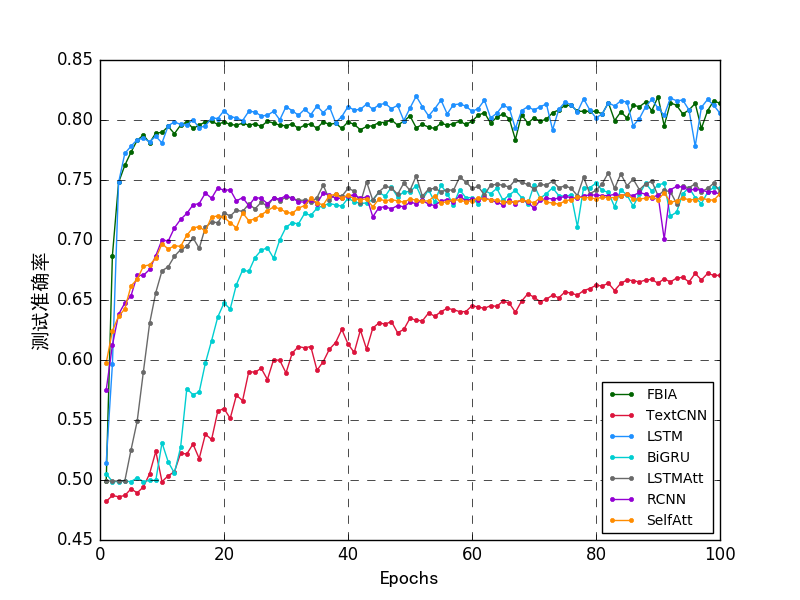 0.85
0.80
0.75
0.70
0.65
0.60
0.55
0.50
0.45
测试准确率
0 20 40 60 80 100
Epochs
FBIA
TextCNN
LSTM
BiGRU
LSTMAtt
RCNN
SelfAtt